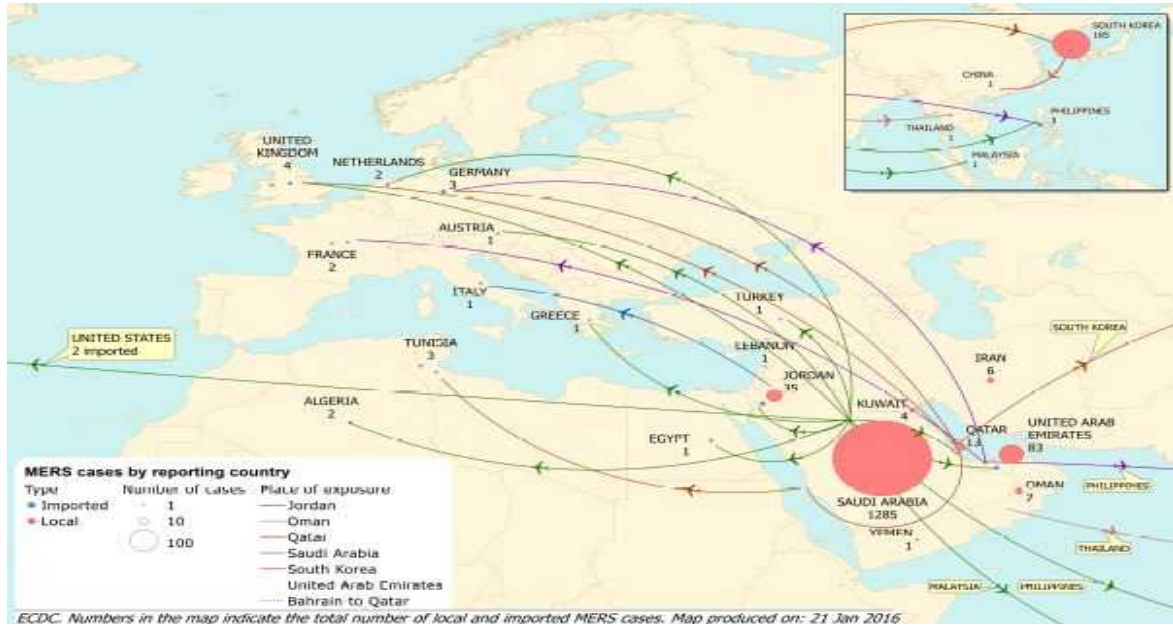 SOUTH KOREA
185
CHINA
1
PHILIPPINES
3
THAILAND
1
MALAYSIA
1
UNITED
KINGDOM
4
NETHERLANDS
2
GERMANY
3
AUSTRIA
1
FRANCE
2
ITALY
1
GREECE
1
TURKEY
1
UNITED STATES
2 imported
TUNISIA
3
LEBANON
1
SOUTH KOREA
IRAN
6
JORDAN
35
ALGERIA
2
KUWAIT
4
EGYPT
1
QATAR
13
UNITED ARAB
EMIRATES
83
OMAN
7
PHILIPPINES
SAUDI ARABIA
1285
YEMEN
1
THAILAND
MALAYSIA
PHILIPPINES
MERS cases by reporting country
Type Number of cases Place of exposure
Imported 1 Jordan
Local 10 Oman
100 Qatar
Saudi Arabia
South Korea
United Arab Emirates
Bahrain to Qatar
ECDC. Numbers in the map indicate the total number of local and imported MERS cases. Map produced on: 21 Jan 2016